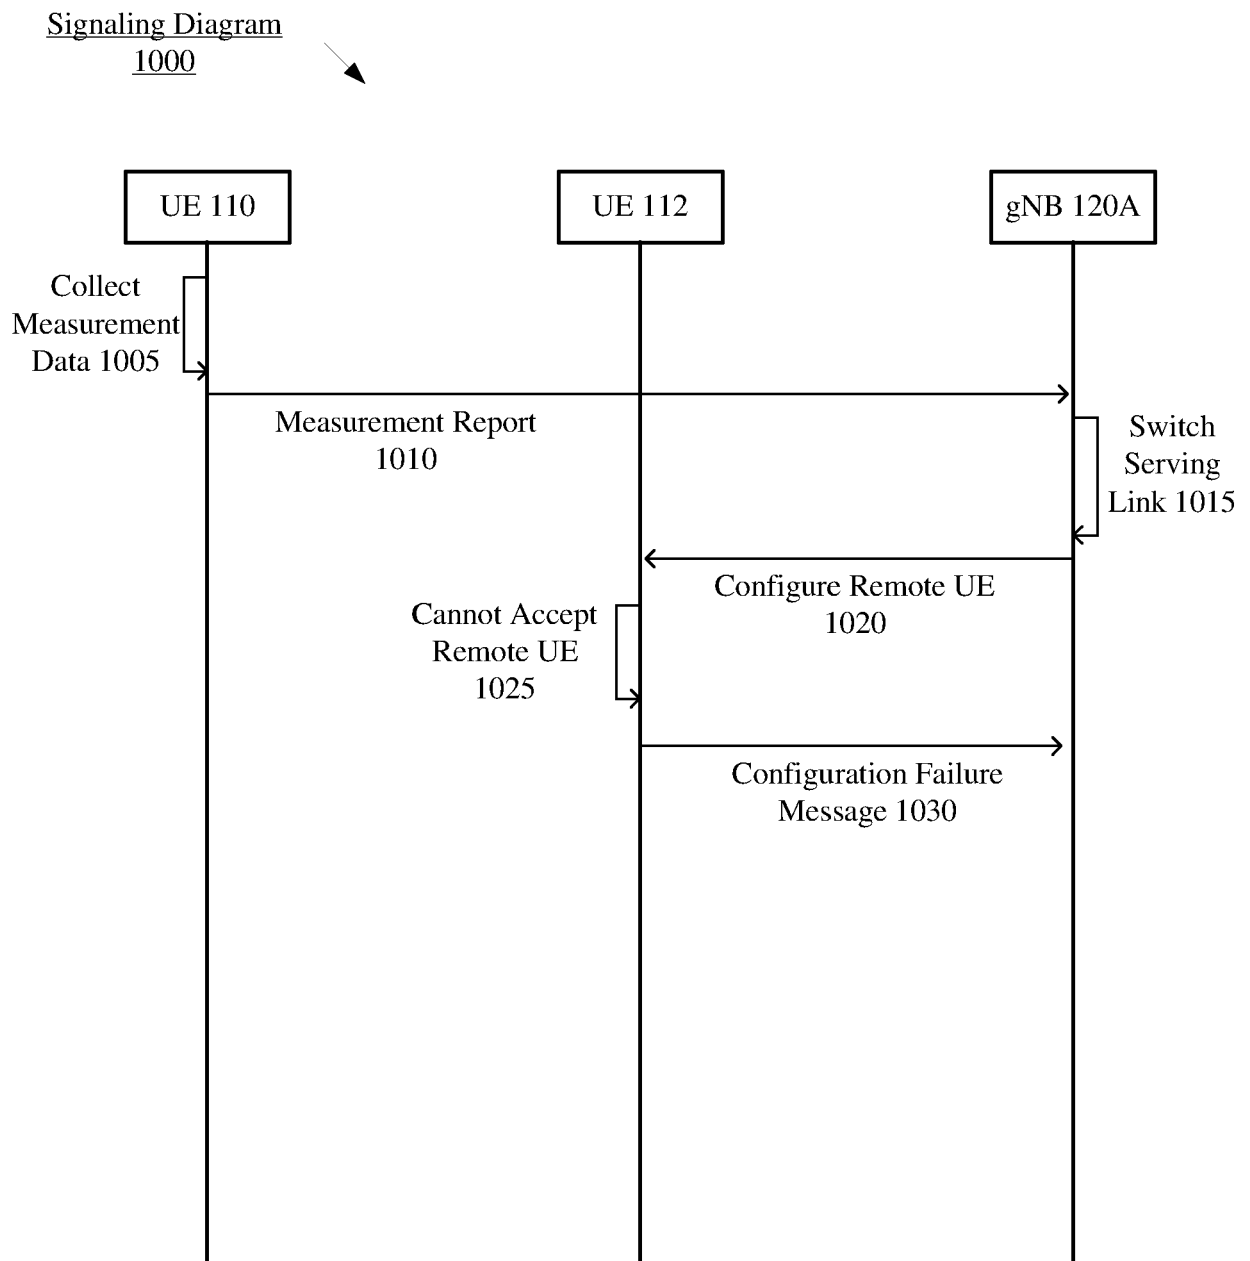 Signaling Diagram
1000
UE 110
UE 112
gNB 120A
Collect
Measurement
Data 1005
Measurement Report
1010
Switch
Serving
Link 1015
Configure Remote UE
1020
Cannot Accept
Remote UE
1025
Configuration Failure
Message 1030